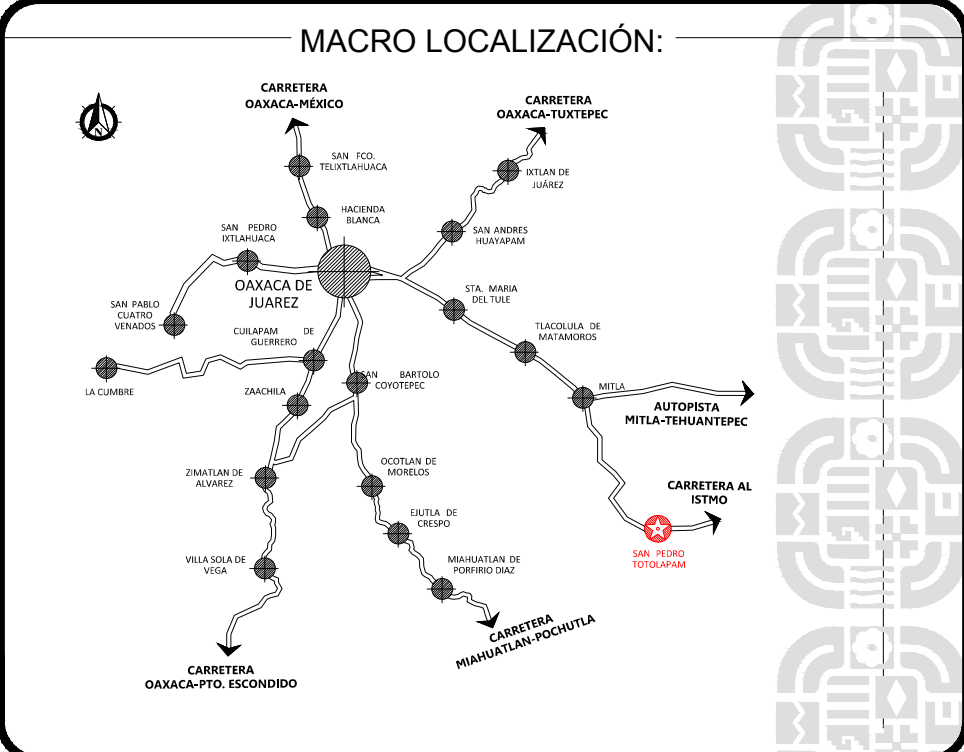 MACRO LOCALIZACIÓN:
CARRETERA
OAXACA-MÉXICO
CARRETERA
OAXACA-TUXTEPEC
N
SAN FCO.
TELIXTLAHUACA
IXTLAN DE
JUÁREZ
HACIENDA
BLANCA
SAN PEDRO
IXTLAHUACA
SAN ANDRES
HUAYAPAM
OAXACA DE
JUAREZ
STA. MARIA
DEL TULE
SAN PABLO
CUATRO
VENADOS
CUILAPAM DE
GUERRERO
TLACOLULA DE
MATAMOROS
LA CUMBRE
ZAACHILA
SAN BARTOLO
COYOTEPEC
MITLA
AUTOPISTA
MITLA-TEHUANTEPEC
ZIMATLAN DE
ALVAREZ
OCOTLAN DE
MORELOS
CARRETERA AL
ISTMO
EJUTLA DE
CRESPO
SAN PEDRO
TOTOLAPAM
VILLA SOLA DE
VEGA
MIAHUATLAN DE
PORFIRIO DIAZ
CARRETERA
MIAHUATLAN-POCHUTLA
CARRETERA
OAXACA-PTO. ESCONDIDO